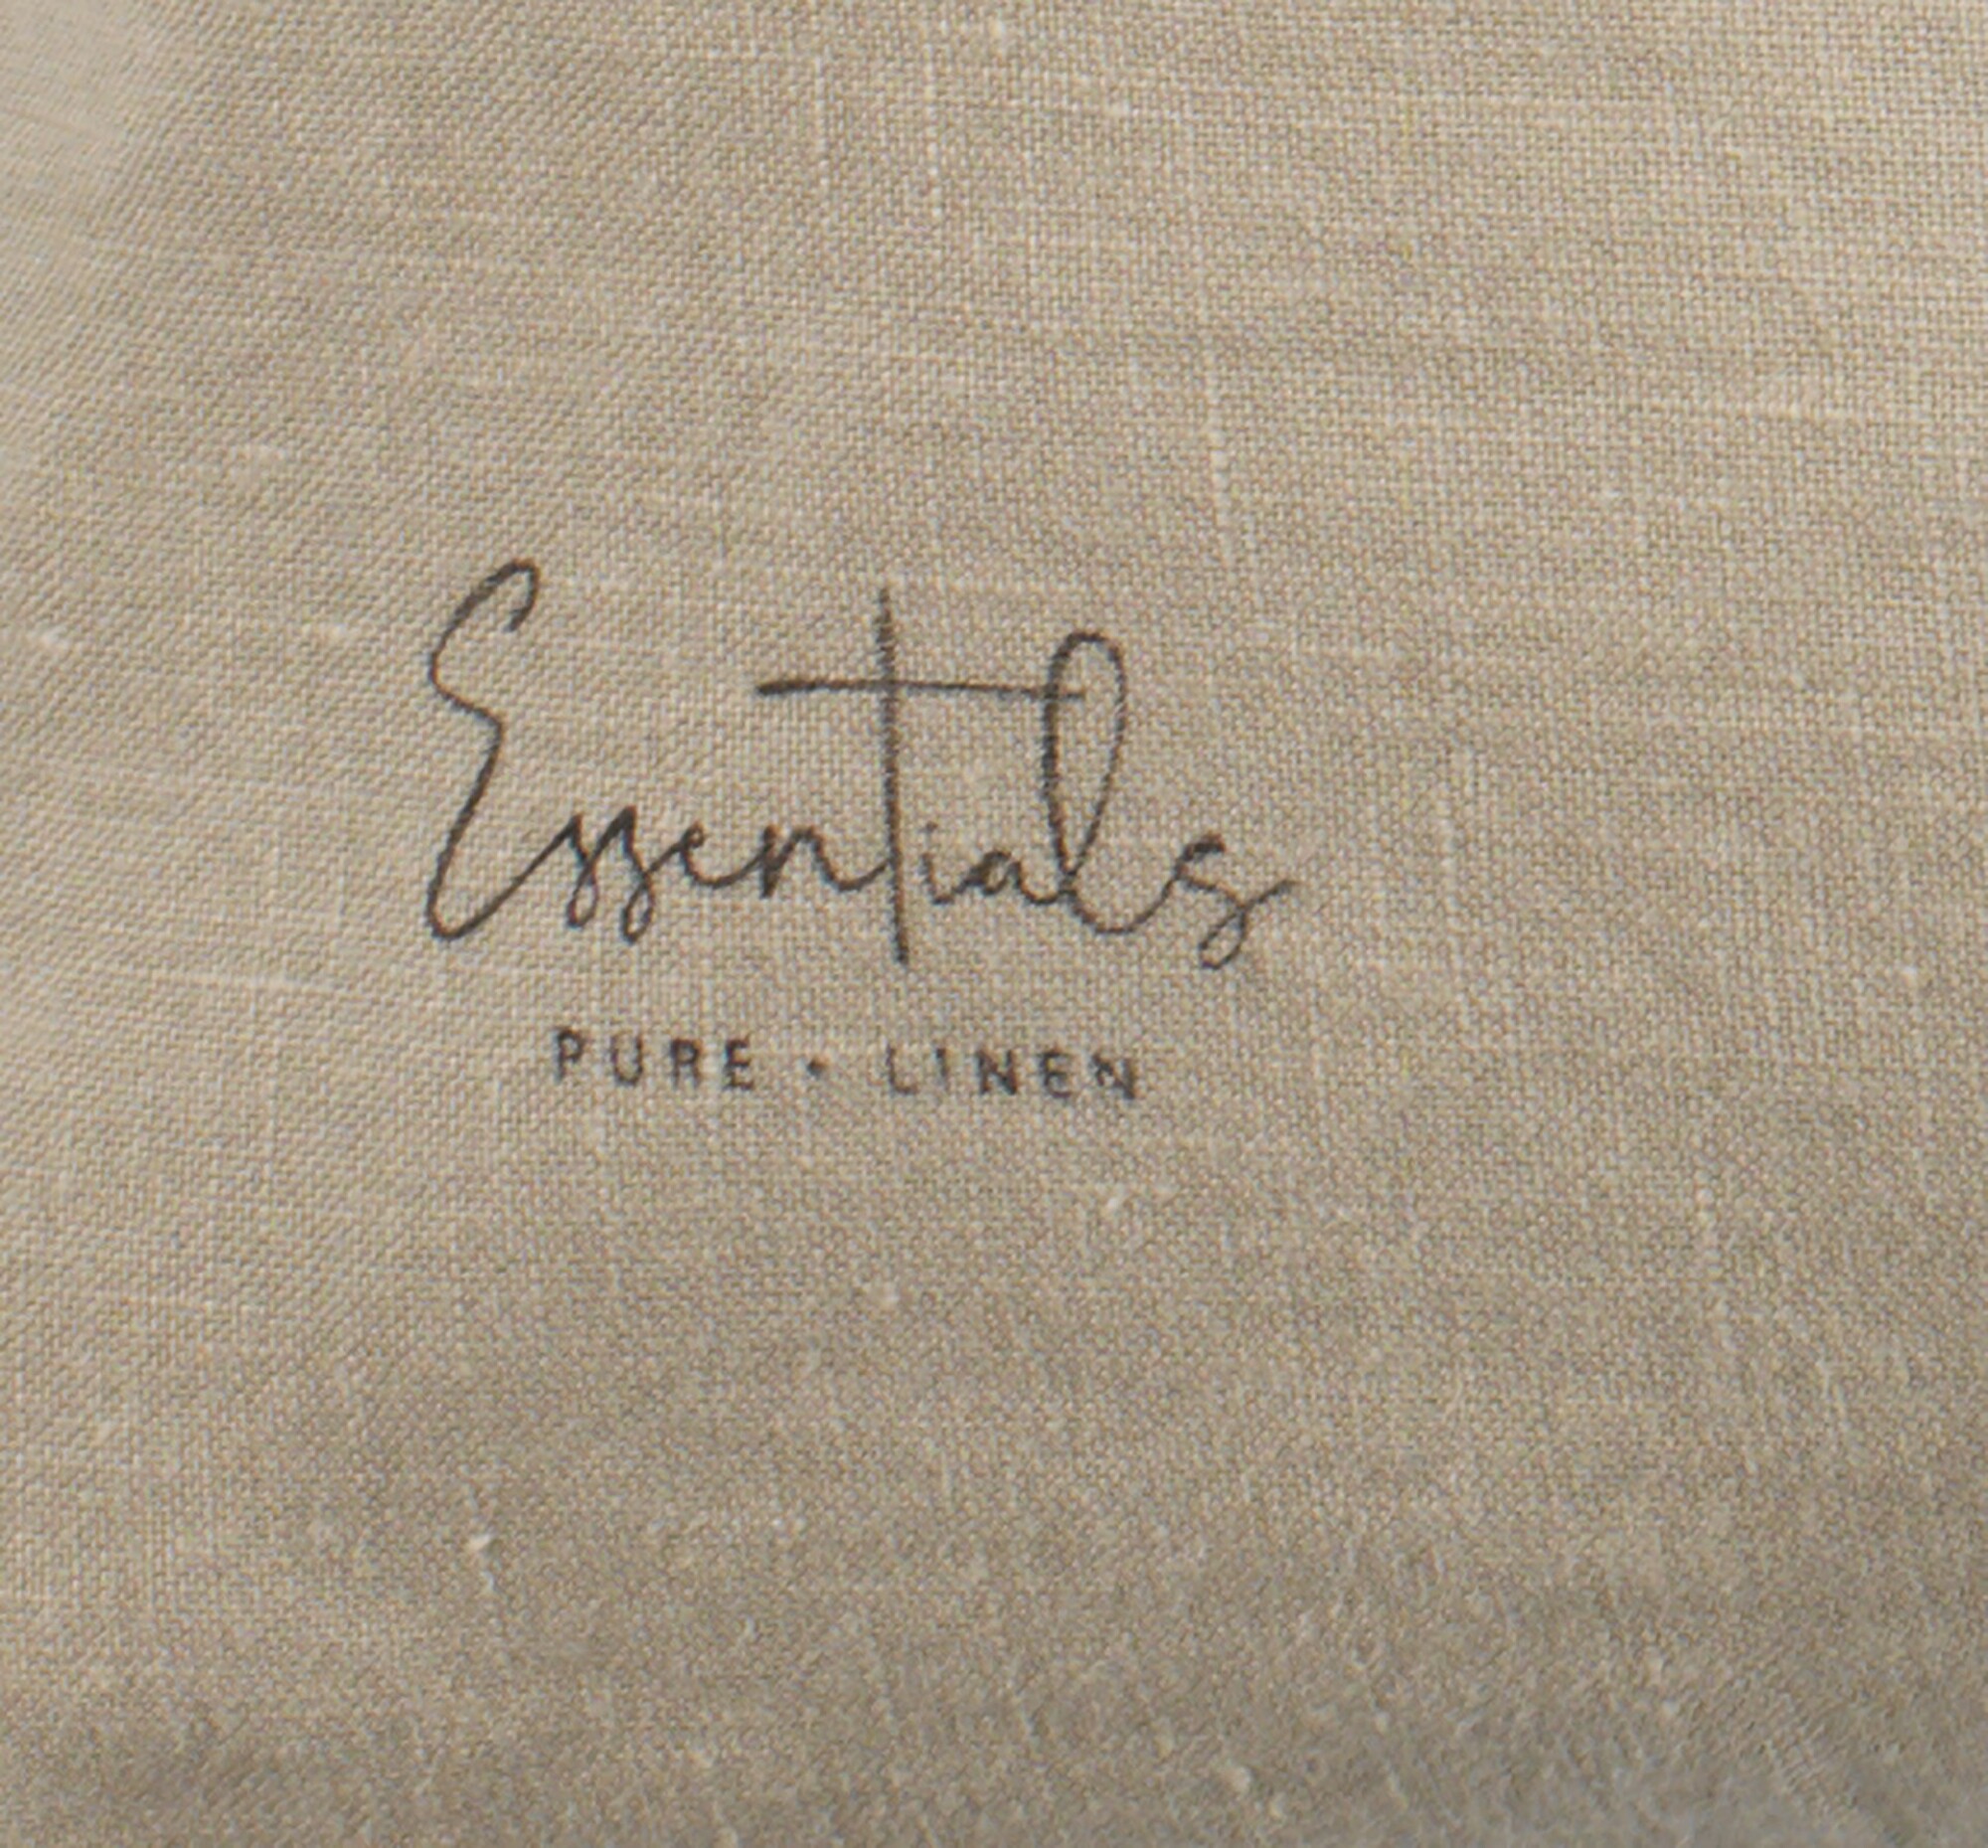 Essentials
PURE • LINEN